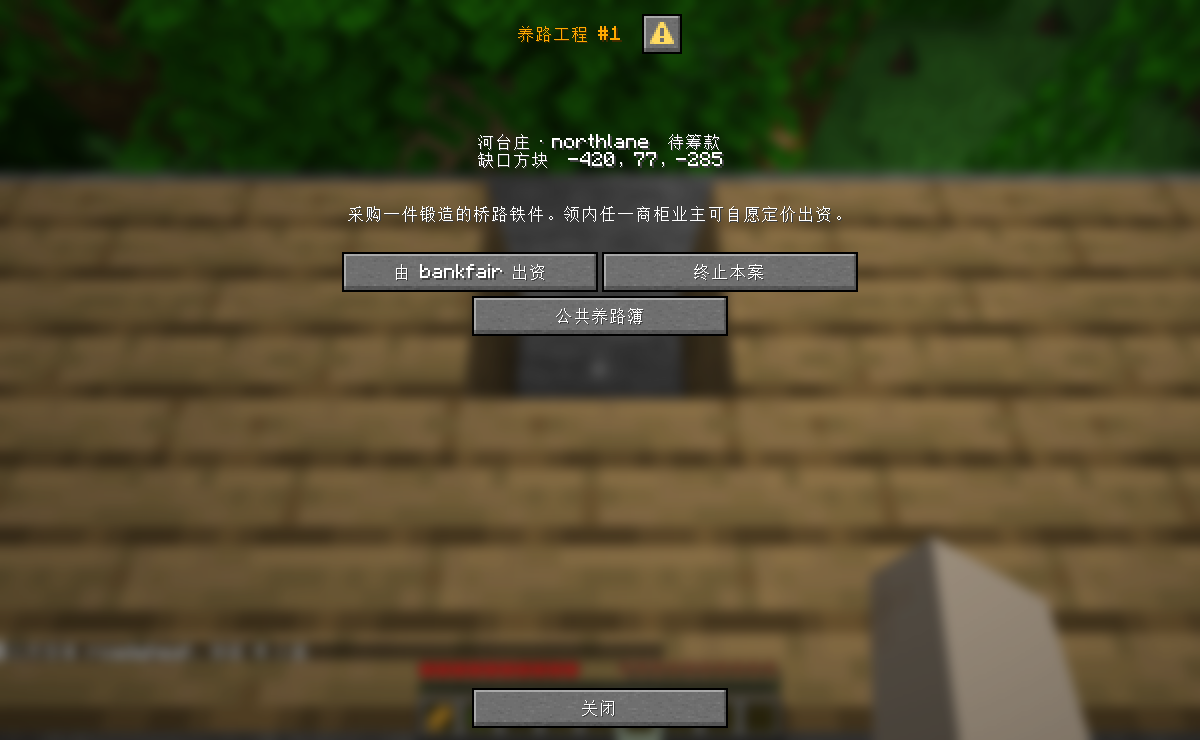 养路工程 #1
河台庄 · northlane 待筹款
缺口方块 -420, 77, -285
采购一件锻造的桥路铁件。领内任一商柜业主可自愿定价出资。
由 bankfair 出资
终止本案
公共养路簿
关闭